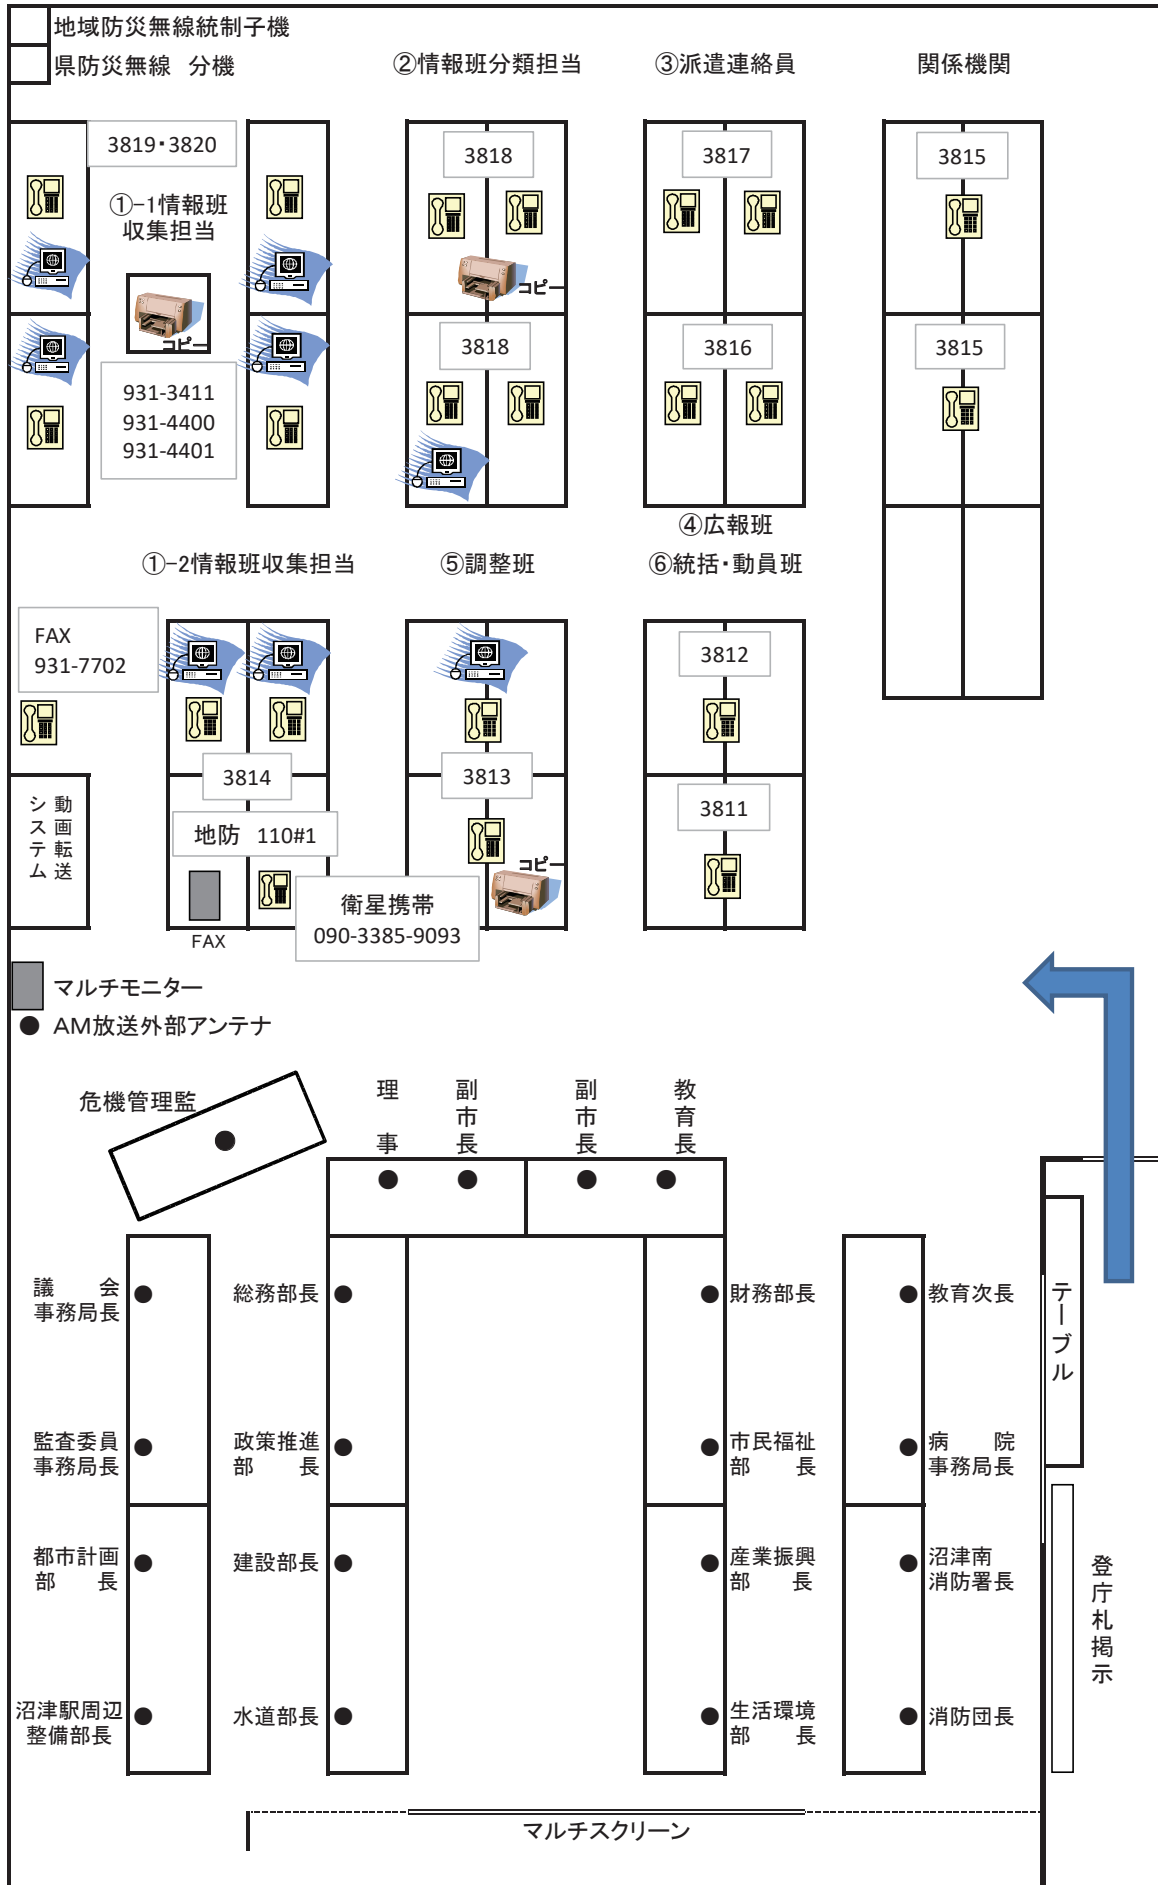 地域防災無線統制子機
県防災無線 分機
②情報班分類担当
③派遣連絡員
関係機関
3819・3820
①-1情報班
収集担当
コピー
931-3411
931-4400
931-4401
3818
コピー
3818
3817
3816
3815
3815
①-2情報班収集担当
⑤調整班
④広報班
⑥統括・動員班
FAX
931-7702
動画転送
システム
3814
地防 110#1
FAX
衛星携帯
090-3385-9093
3813
コピー
3812
3811
マルチモニター
AM放送外部アンテナ
危機管理監
理事
副市長
副市長
教育長
議会
事務局長
総務部長
財務部長
教育次長
監査委員
事務局長
政策推進
部長
市民福祉
部長
病院
事務局長
都市計画
部長
建設部長
産業振興
部長
沼津南
消防署長
沼津駅周辺
整備部長
水道部長
生活環境
部長
消防団長
テーブル
登庁札掲示
マルチスクリーン